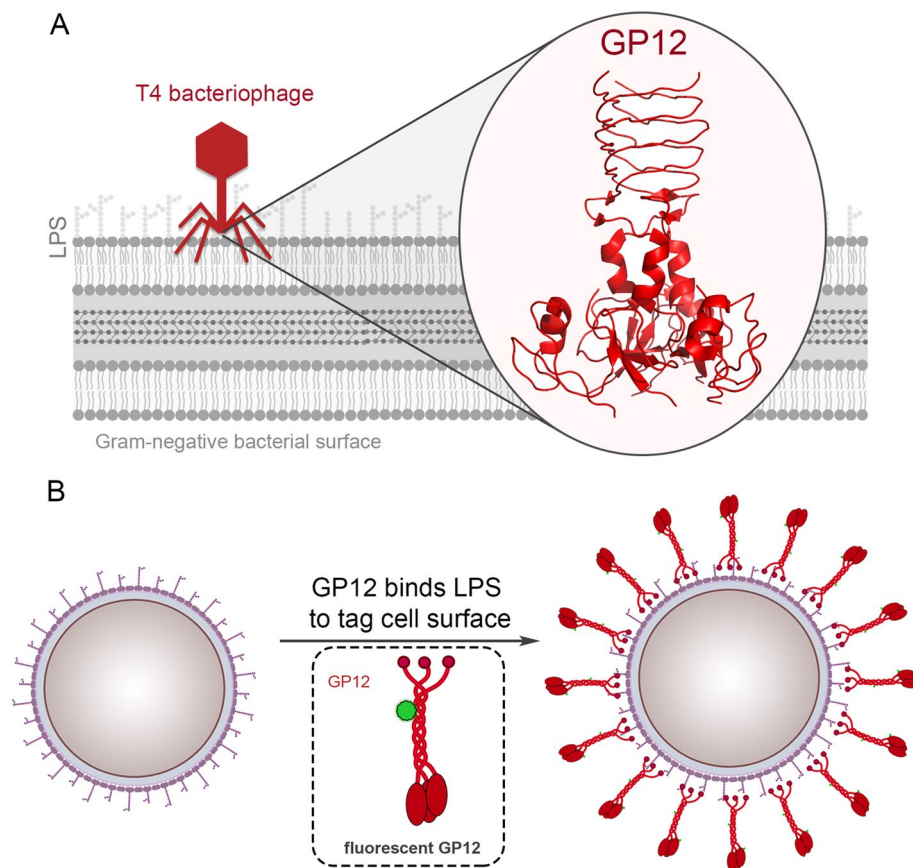 A
GP12
T4 bacteriophage
LPS
Gram-negative bacterial surface
B
GP12 binds LPS
to tag cell surface
GP12
fluorescent GP12